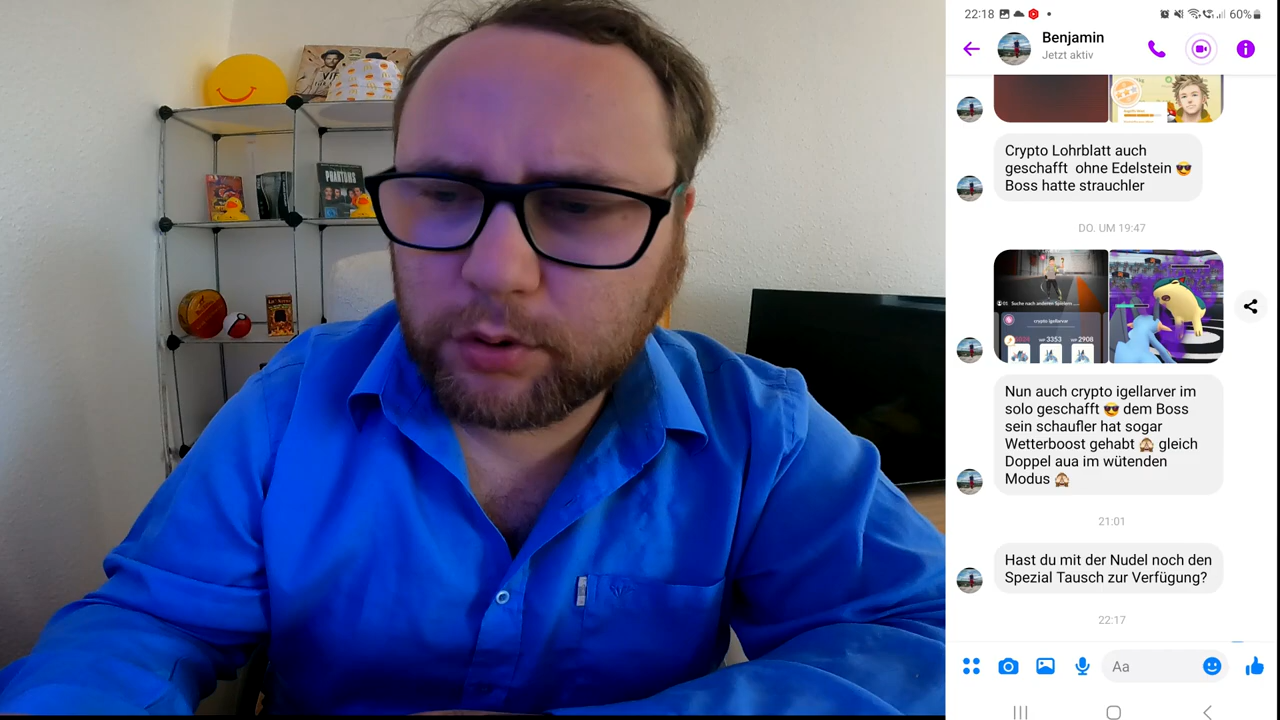 22:18
60%
Benjamin
Jetzt aktiv
Crypto Lohrblatt auch
geschafft ohne Edelstein 😎
Boss hatte strauchler
DO. UM 19:47
crypto igellarver
3353
2908
Nun auch crypto igellarver im
solo geschafft 😎 dem Boss
sein schaufler hat sogar
Wetterboost gehabt 🙈 gleich
Doppel aua im wütenden
Modus 🙈
21:01
Hast du mit der Nudel noch den
Spezial Tausch zur Verfügung?
22:17
Aa
PHANTOMS